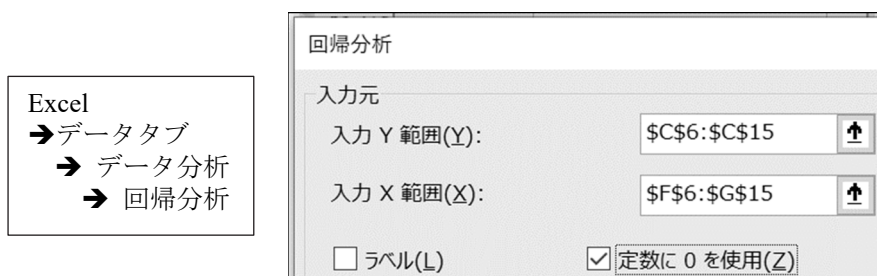 Excel
➔データタブ
➔ データ分析
➔ 回帰分析
回帰分析
入力元
入力 Y 範囲(Y): $C$6:$C$15
入力 X 範囲(X): $F$6:$G$15
ラベル(L) 定数に 0 を使用(Z)